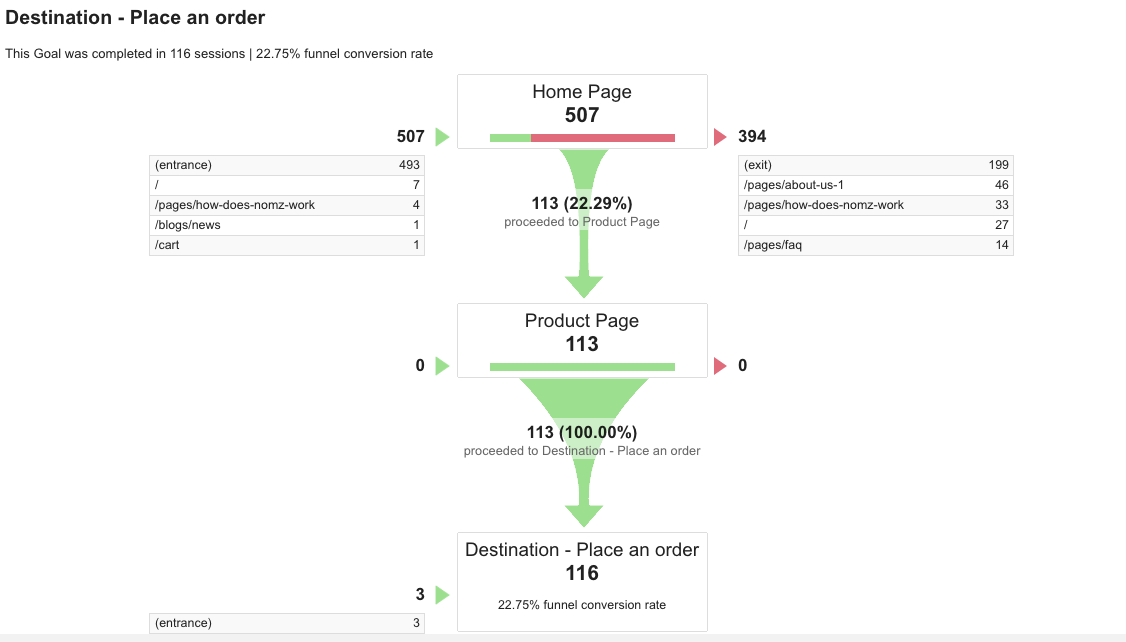 Destination - Place an order
This Goal was completed in 116 sessions | 22.75% funnel conversion rate
Home Page
507
507
394
(entrance) 493
/ 7
/pages/how-does-nomz-work 4
/blogs/news 1
/cart 1
(exit) 199
/pages/about-us-1 46
/pages/how-does-nomz-work 33
/ 27
/pages/faq 14
113 (22.29%)
proceeded to Product Page
Product Page
113
0
0
113 (100.00%)
proceeded to Destination - Place an order
Destination - Place an order
116
3
22.75% funnel conversion rate
(entrance) 3